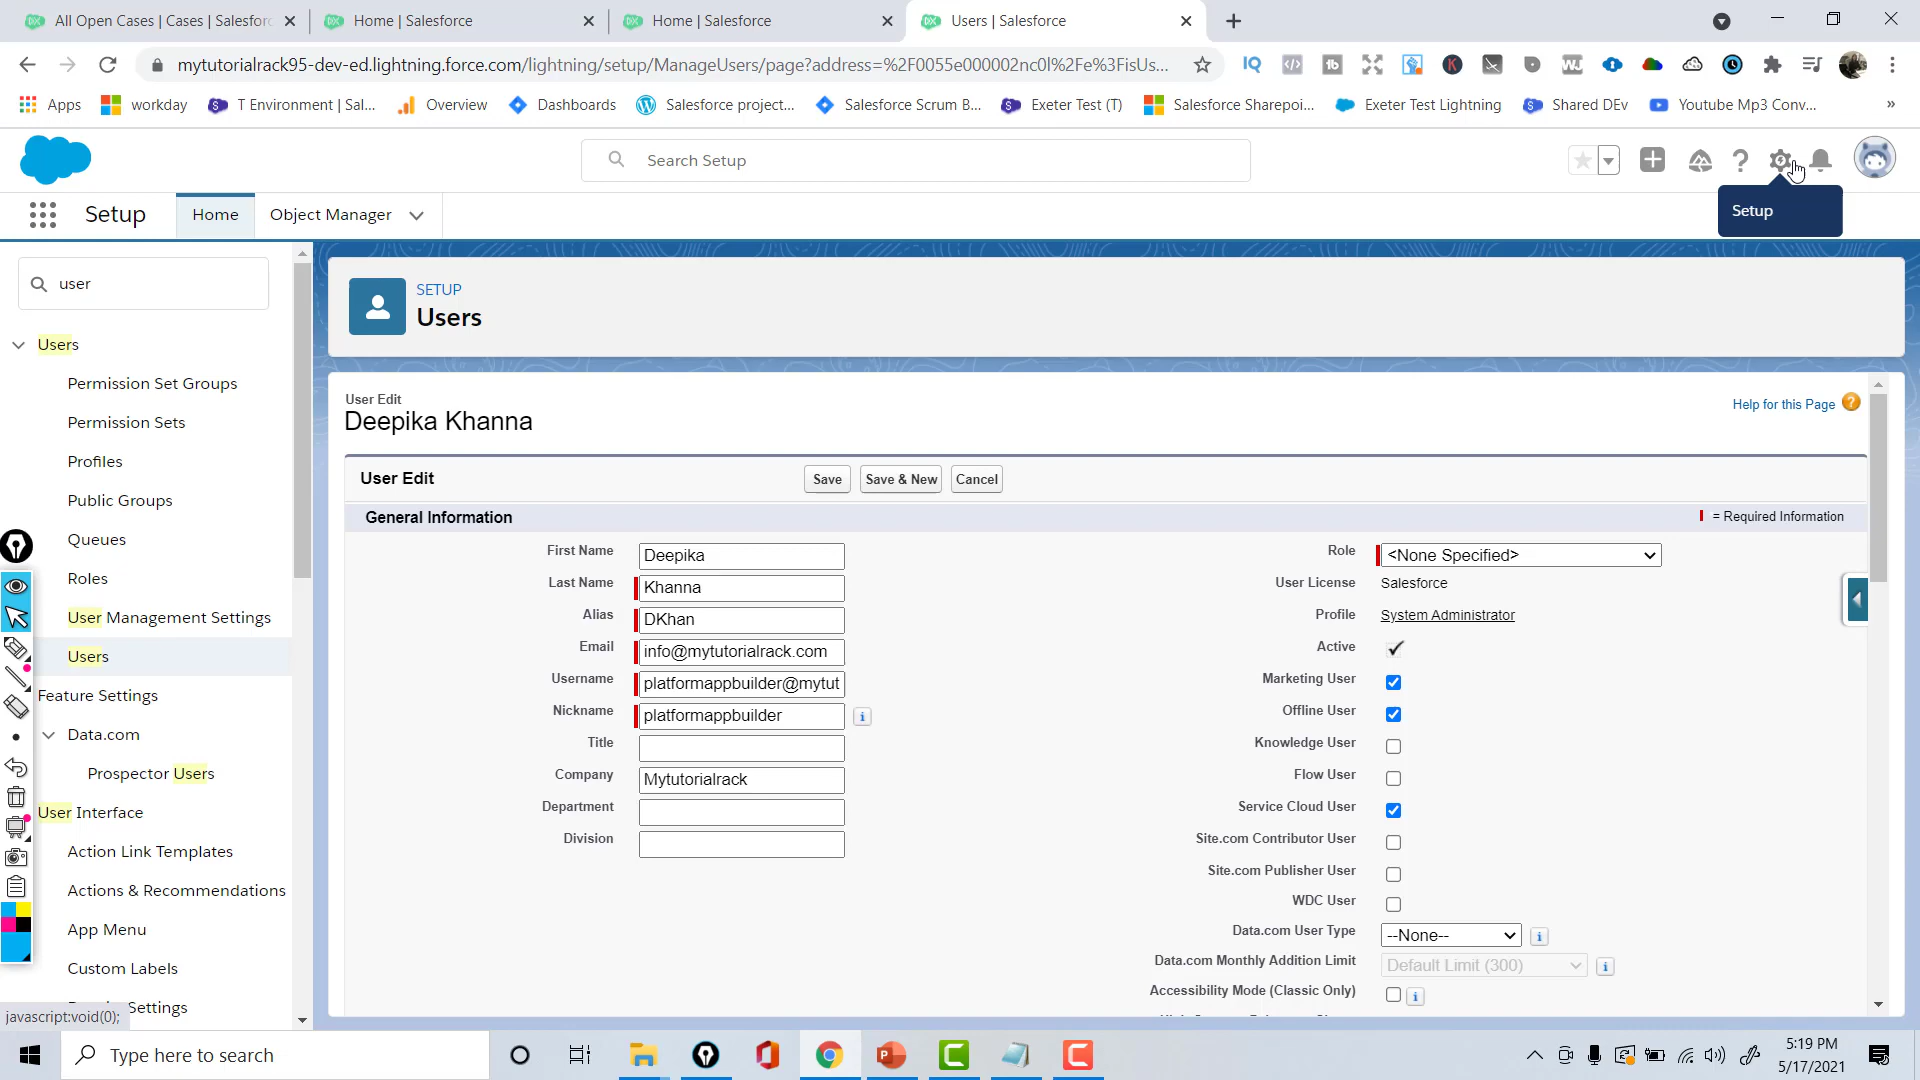 All Open Cases | Cases | Salesforc
Home | Salesforce
Home | Salesforce
Users | Salesforce
mytutorialrack95-dev-ed.lightning.force.com/lightning/setup/ManageUsers/page?address=%2F0055e000002nc0l%2Fe%3FisUs...
Apps
workday
T Environment | Sal...
Overview
Dashboards
Salesforce project...
Salesforce Scrum B...
Exeter Test (T)
Salesforce Sharepoi...
Exeter Test Lightning
Shared DEv
Youtube Mp3 Conv...
Search Setup
Setup
Home
Object Manager
Setup
user
Users
Permission Set Groups
Permission Sets
Profiles
Public Groups
Queues
Roles
User Management Settings
Users
Feature Settings
Data.com
Prospector Users
User Interface
Action Link Templates
Actions & Recommendations
App Menu
Custom Labels
Settings
javascript:void(0);
SETUP
Users
User Edit
Deepika Khanna
Help for this Page
User Edit
Save
Save & New
Cancel
General Information
= Required Information
First Name Deepika
Last Name Khanna
Alias DKhan
Email info@mytutorialrack.com
Username platformappbuilder@mytut
Nickname platformappbuilder
Title
Company Mytutorialrack
Department
Division
Role <None Specified>
User License Salesforce
Profile System Administrator
Active
Marketing User
Offline User
Knowledge User
Flow User
Service Cloud User
Site.com Contributor User
Site.com Publisher User
WDC User
Data.com User Type --None--
Data.com Monthly Addition Limit Default Limit (300)
Accessibility Mode (Classic Only)
Type here to search
5:19 PM
5/17/2021